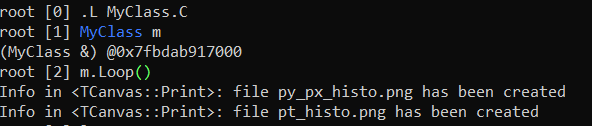 root [0] .L MyClass.C
root [1] MyClass m
(MyClass &) @0x7fbdab917000
root [2] m.Loop()
Info in <TCanvas::Print>: file py_px_histo.png has been created
Info in <TCanvas::Print>: file pt_histo.png has been created